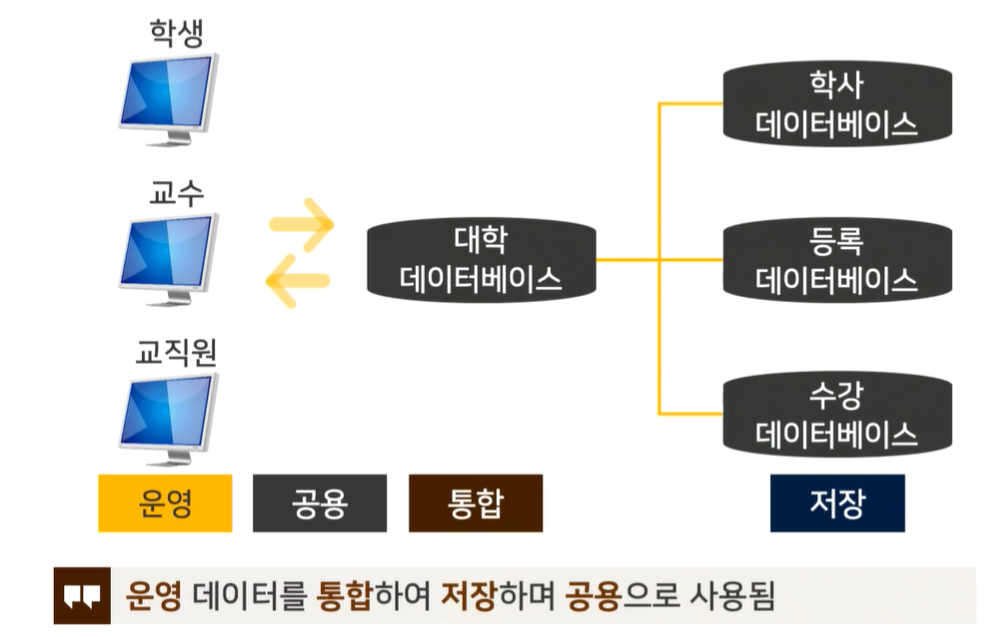 학생
교수
교직원
대학
데이터베이스
학사
데이터베이스
등록
데이터베이스
수강
데이터베이스
운영
공용
통합
저장
운영 데이터를 통합하여 저장하며 공용으로 사용됨